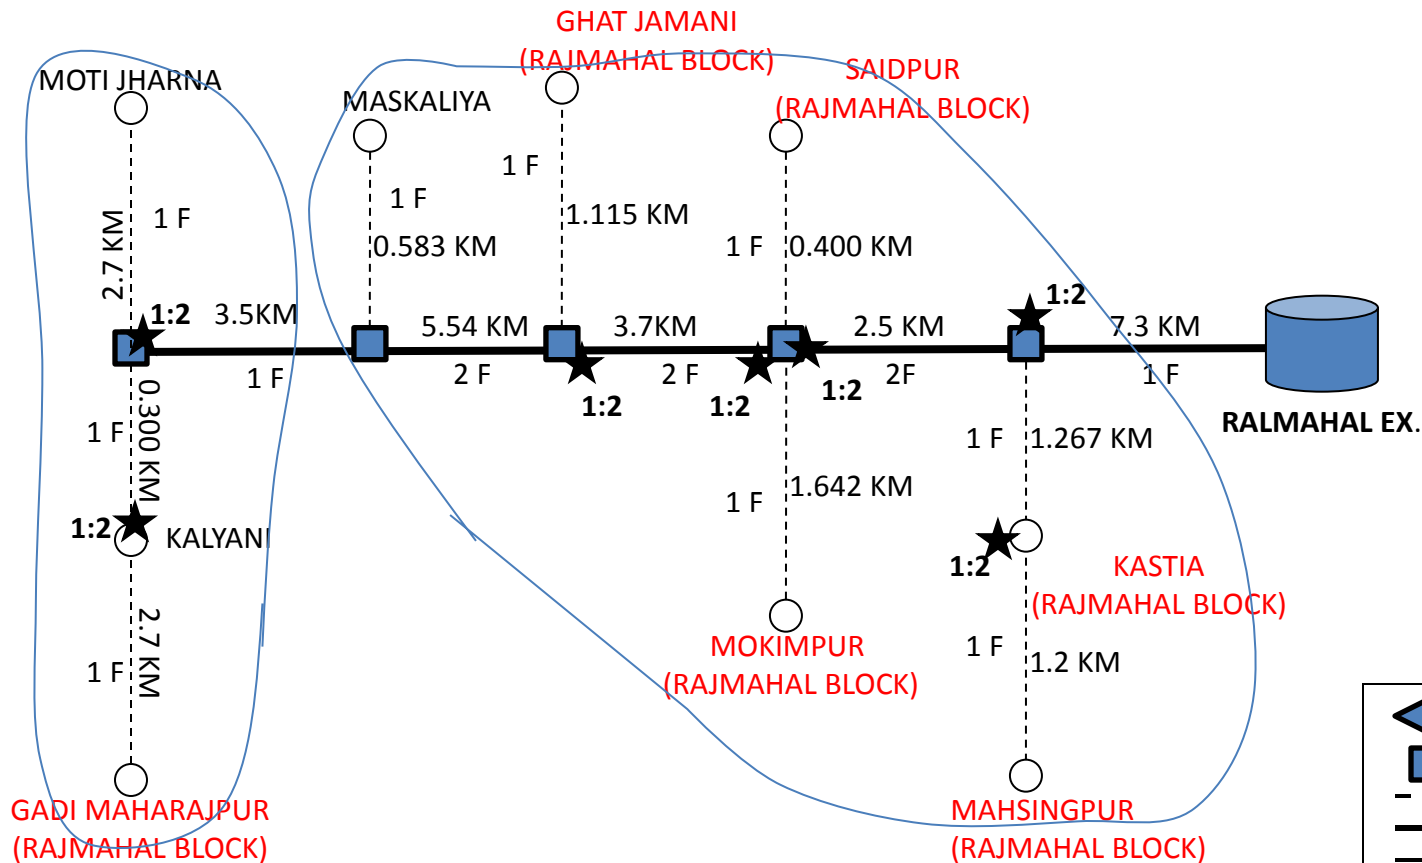 GHAT JAMANI
(RAJMAHAL BLOCK)
MOTI JHARNA
MASKALIYA
SAIDPUR
(RAJMAHAL BLOCK)
1 F
2.7 KM
1 F
0.583 KM
1 F
1.115 KM
1 F
0.400 KM
1:2
3.5KM
1 F
5.54 KM
2 F
3.7KM
2 F
1:2
1:2
1:2
2.5 KM
2F
1:2
7.3 KM
1 F
RALMAHAL EX.
1 F
0.300 KM
1:2
KALYANI
1 F
2.7 KM
1 F
1.642 KM
1 F
1.267 KM
1:2
KASTIA
(RAJMAHAL BLOCK)
1 F
1.2 KM
MOKIMPUR
(RAJMAHAL BLOCK)
GADI MAHARAJPUR
(RAJMAHAL BLOCK)
MAHSINGPUR
(RAJMAHAL BLOCK)